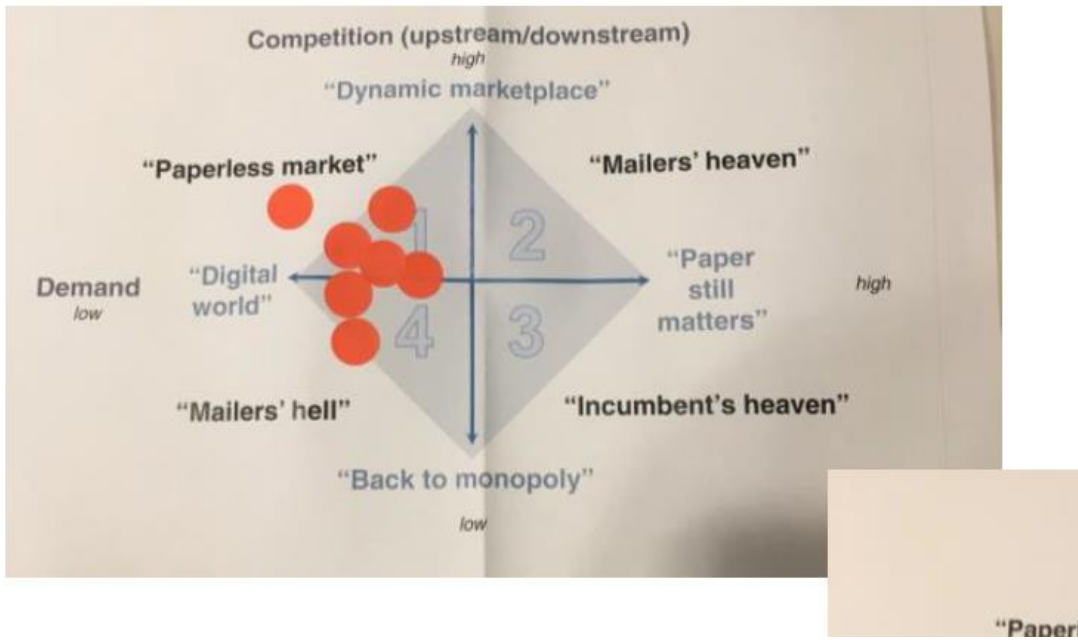 Competition (upstream/downstream)
high
“Dynamic marketplace”
“Paperless market”
“Mailers’ heaven”
1
2
Demand
low
“Digital
world”
“Paper
still
matters”
high
4
3
“Mailers’ hell”
“Incumbent’s heaven”
“Back to monopoly”
low